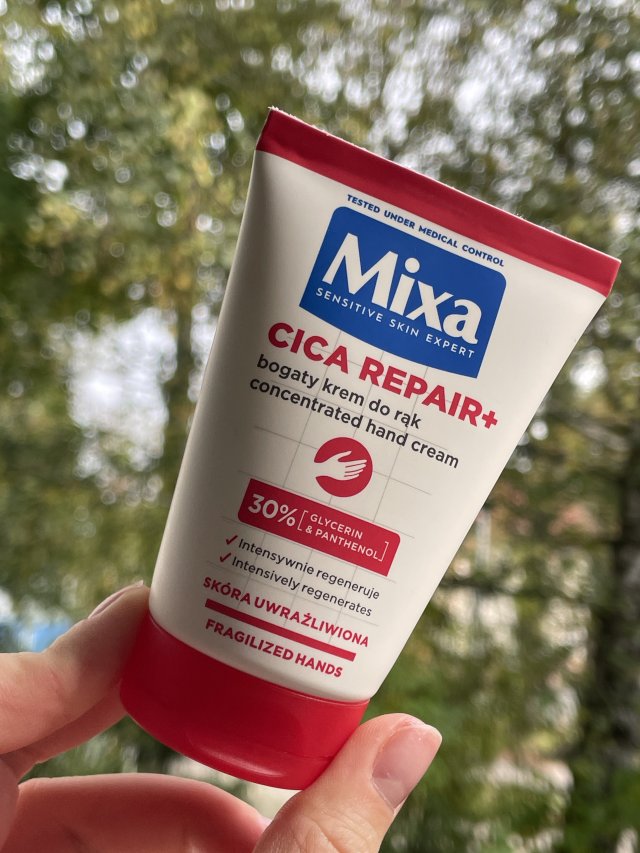 TESTED UNDER MEDICAL CONTROL
Mixa
SENSITIVE SKIN EXPERT
CICA REPAIR+
bogaty krem do rąk
concentrated hand cream
30% [GLYCERIN
& PANTHENOL]
✓ Intensywnie regeneruje
✓ Intensively regenerates
SKÓRA UWRAŻLIWIONA
FRAGILIZED HANDS